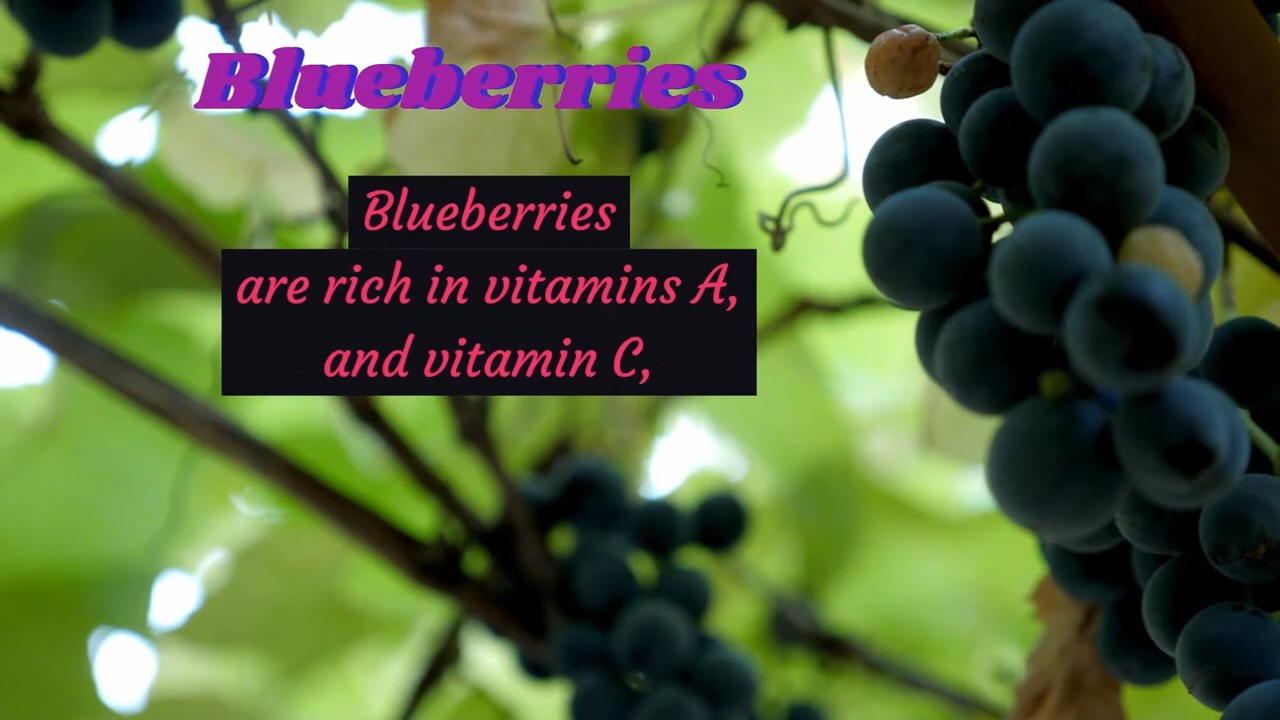 Blueberries
Blueberries
are rich in vitamins A,
and vitamin C,